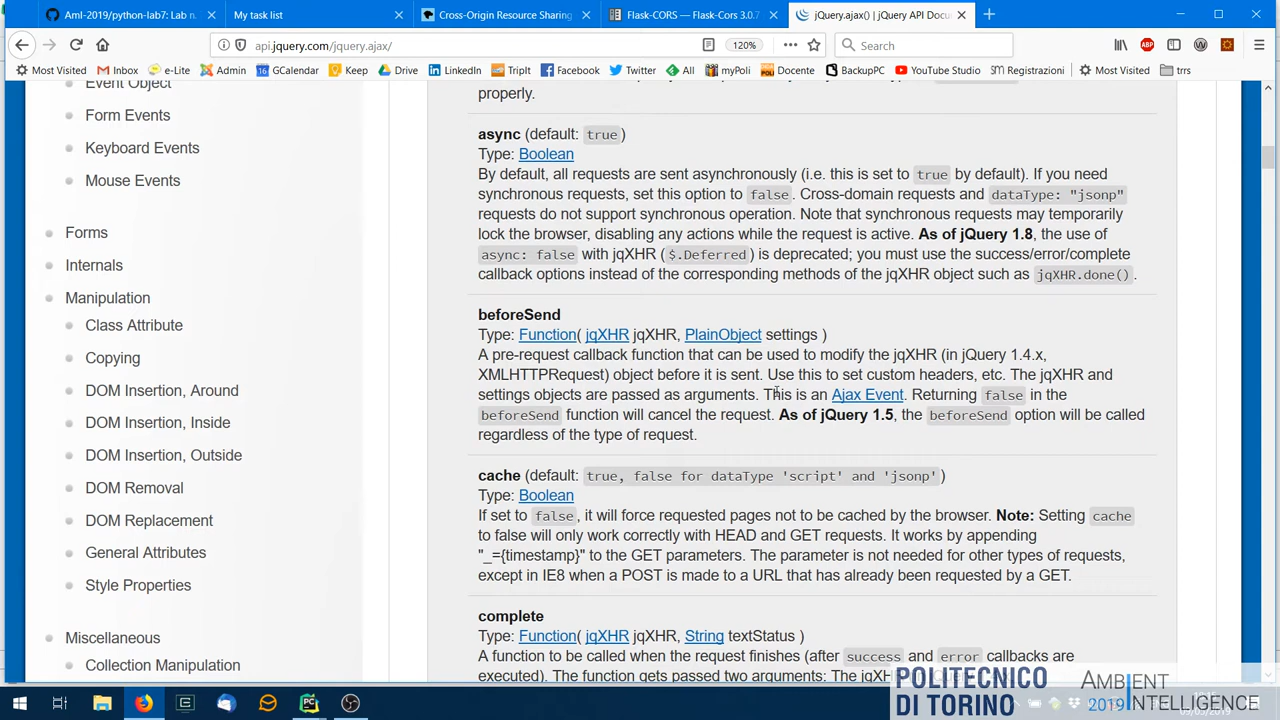 Aml-2019/python-lab7: Lab n.
My task list
Cross-Origin Resource Sharing
Flask-CORS — Flask-Cors 3.0.7
jQuery.ajax() | jQuery API Docu
api.jquery.com/jquery.ajax/
120%
Search
Most Visited
Inbox
e-Lite
Admin
GCalendar
Keep
Drive
LinkedIn
TripIt
Facebook
Twitter
All
myPoli
Docente
BackupPC
YouTube Studio
Registrazioni
Most Visited
trrs
Event Object
Form Events
Keyboard Events
Mouse Events
Forms
Internals
Manipulation
Class Attribute
Copying
DOM Insertion, Around
DOM Insertion, Inside
DOM Insertion, Outside
DOM Removal
DOM Replacement
General Attributes
Style Properties
Miscellaneous
Collection Manipulation
properly.
async (default: true)
Type: Boolean
By default, all requests are sent asynchronously (i.e. this is set to true by default). If you need
synchronous requests, set this option to false. Cross-domain requests and dataType: "jsonp"
requests do not support synchronous operation. Note that synchronous requests may temporarily
lock the browser, disabling any actions while the request is active. As of jQuery 1.8, the use of
async: false with jqXHR ($.Deferred) is deprecated; you must use the success/error/complete
callback options instead of the corresponding methods of the jqXHR object such as jqXHR.done().
beforeSend
Type: Function( jqXHR jqXHR, PlainObject settings )
A pre-request callback function that can be used to modify the jqXHR (in jQuery 1.4.x,
XMLHTTPRequest) object before it is sent. Use this to set custom headers, etc. The jqXHR and
settings objects are passed as arguments. This is an Ajax Event. Returning false in the
beforeSend function will cancel the request. As of jQuery 1.5, the beforeSend option will be called
regardless of the type of request.
cache (default: true, false for dataType 'script' and 'jsonp')
Type: Boolean
If set to false, it will force requested pages not to be cached by the browser. Note: Setting cache
to false will only work correctly with HEAD and GET requests. It works by appending
"_={timestamp}" to the GET parameters. The parameter is not needed for other types of requests,
except in IE8 when a POST is made to a URL that has already been requested by a GET.
complete
Type: Function( jqXHR jqXHR, String textStatus )
A function to be called when the request finishes (after success and error callbacks are
executed). The function gets passed two arguments: The jqXHR
POLITECNICO
DI TORINO
AMBIENT
2019 INTELLIGENCE